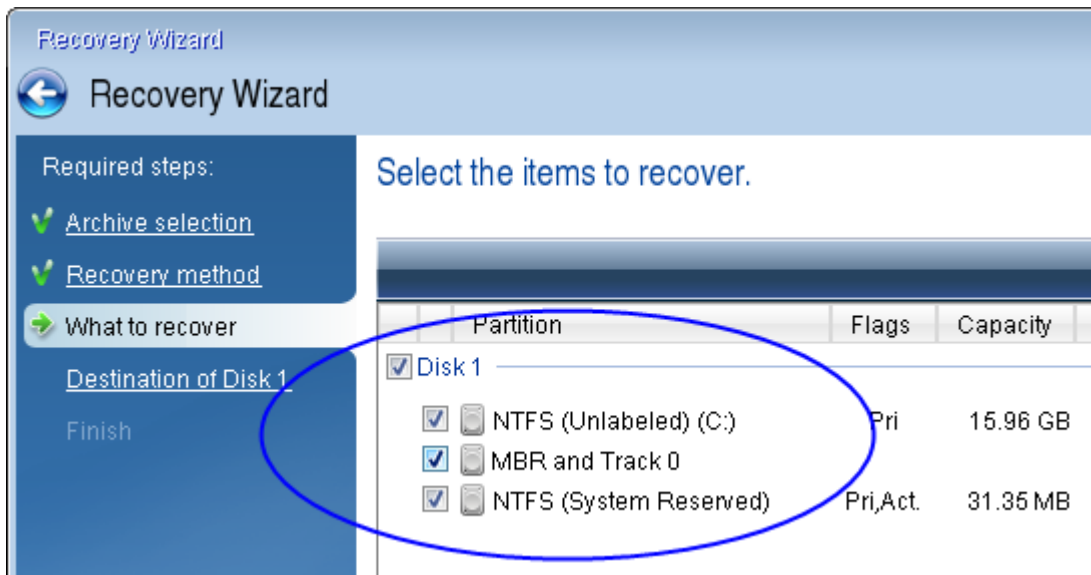 Recovery Wizard
Recovery Wizard
Required steps:
Archive selection
Recovery method
What to recover
Destination of Disk 1
Finish
Select the items to recover.
Partition Flags Capacity
Disk 1
NTFS (Unlabeled) (C:) Pri 15.96 GB
MBR and Track 0
NTFS (System Reserved) Pri,Act. 31.35 MB